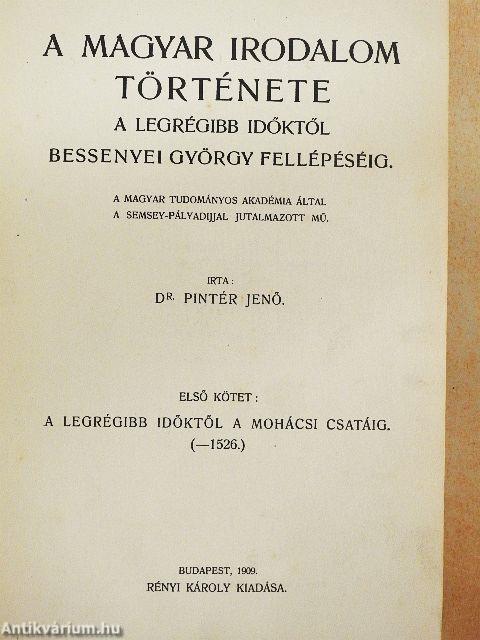 A MAGYAR IRODALOM
TÖRTÉNETE
A LEGRÉGIBB IDŐKTŐL
BESSENYEI GYÖRGY FELLÉPÉSÉIG.
A MAGYAR TUDOMÁNYOS AKADÉMIA ÁLTAL
A SEMSEY-PÁLYADIJJAL JUTALMAZOTT MŰ.
IRTA:
DR. PINTÉR JENŐ.
ELSŐ KÖTET:
A LEGRÉGIBB IDŐKTŐL A MOHÁCSI CSATÁIG.
(—1526.)
BUDAPEST, 1909.
RÉNYI KÁROLY KIADÁSA.
Antikvárium.hu